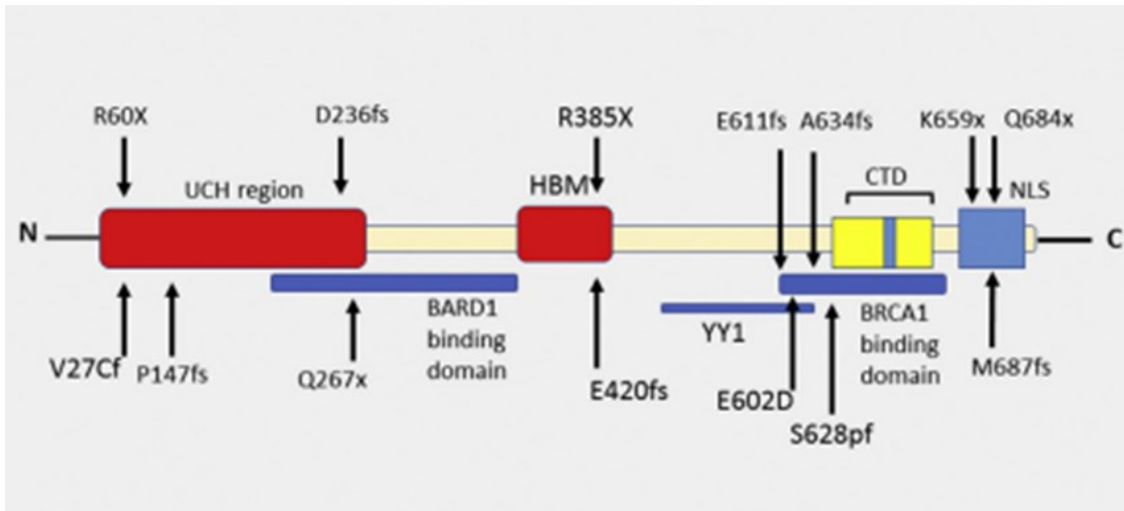 R60X
D236fs
R385X
E611fs
A634fs
K659x
Q684x
UCH region
HBM
CTD
NLS
N
C
BARD1
binding
domain
YY1
BRCA1
binding
domain
V27Cf
P147fs
Q267x
E420fs
E602D
S628pf
M687fs